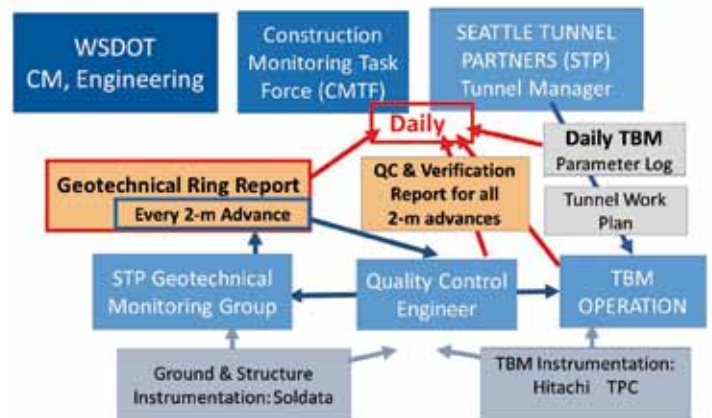 WSDOT
CM, Engineering
Construction
Monitoring Task
Force (CMTF)
SEATTLE TUNNEL
PARTNERS (STP)
Tunnel Manager
Daily
Daily TBM
Parameter Log
Geotechnical Ring Report
Every 2-m Advance
QC & Verification
Report for all
2-m advances
Tunnel Work
Plan
STP Geotechnical
Monitoring Group
Quality Control
Engineer
TBM
OPERATION
Ground & Structure
Instrumentation: Soldata
TBM Instrumentation:
Hitachi TPC